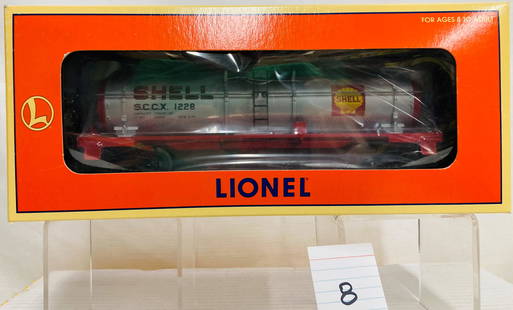 FOR AGES 8 TO ADULT
SHELL
S.C.C.X. 1228
SHELL
L
LIONEL
8